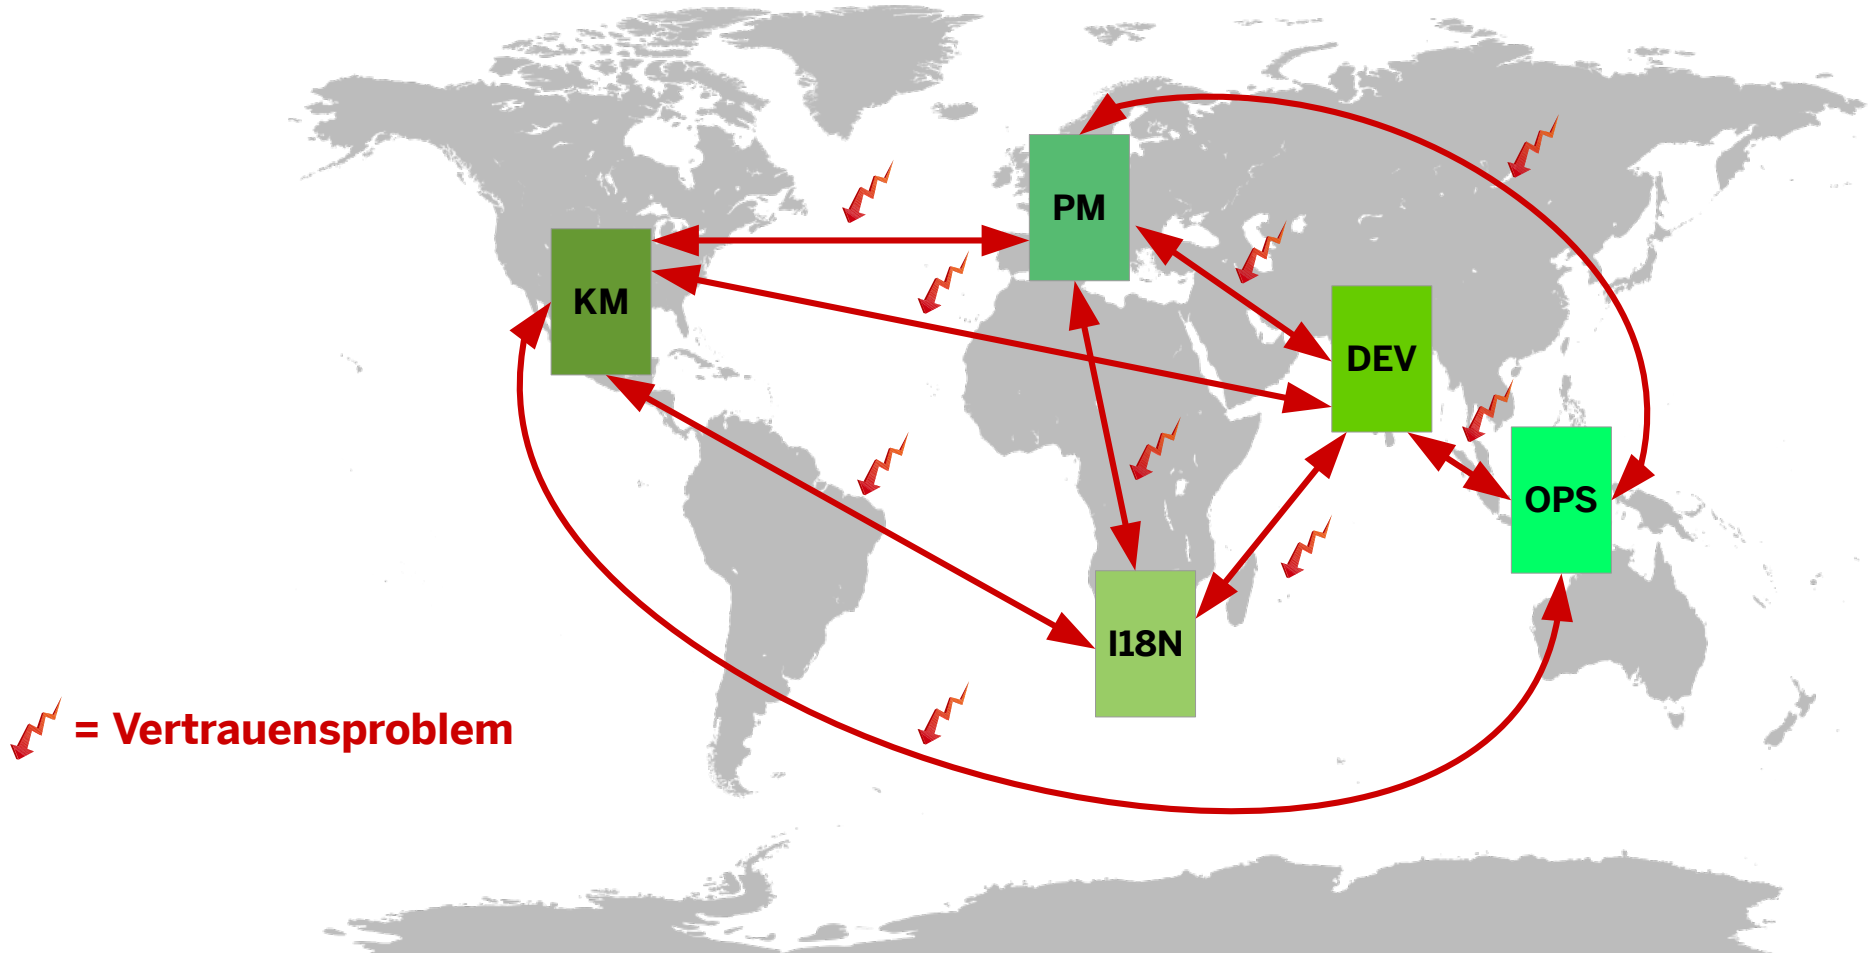 PM
KM
DEV
OPS
I18N
= Vertrauensproblem